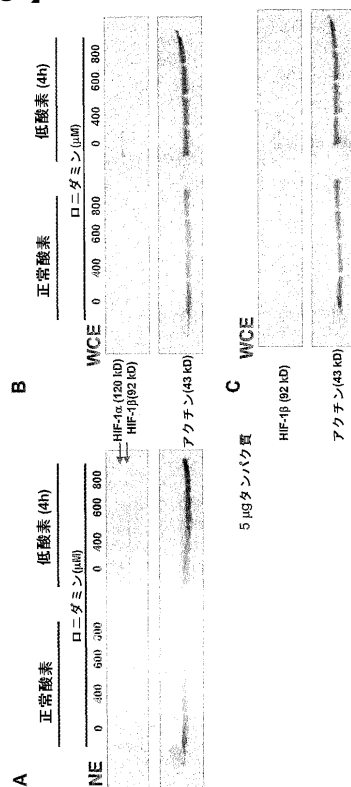 A
正常酸素
低酸素 (4h)
ロニダミン(μM)
NE
0 400 600 800
0 400 600 800
HIF-1α (120 kD)
HIF-1β(92 kD)
アクチン(43 kD)
B
正常酸素
低酸素 (4h)
ロニダミン(μM)
WCE
0 400 600 800
0 400 600 800
C
WCE
5 μgタンパク質
HIF-1β (92 kD)
アクチン(43 kD)